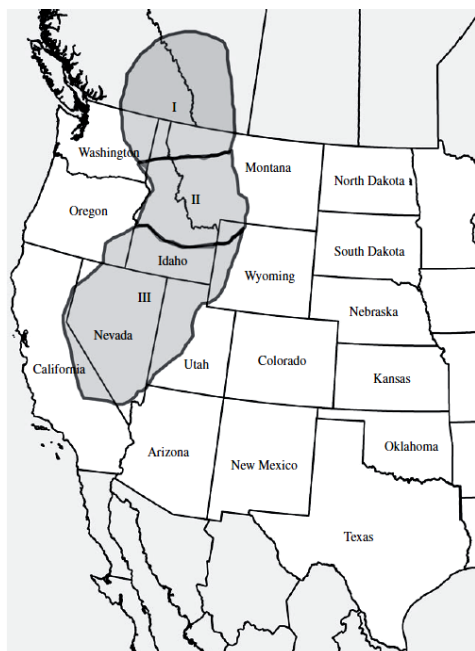 I
Washington
Montana
North Dakota
II
Oregon
South Dakota
Idaho
Wyoming
III
Nebraska
Nevada
California
Utah
Colorado
Kansas
Oklahoma
Arizona
New Mexico
Texas